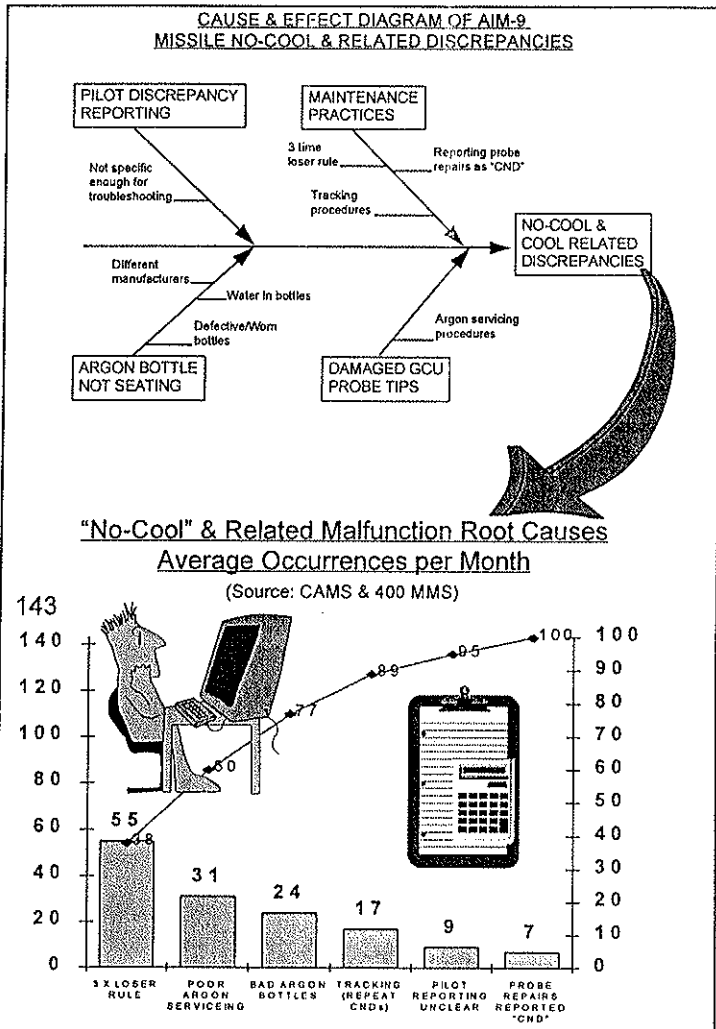 CAUSE & EFFECT DIAGRAM OF AIM-9
MISSILE NO-COOL & RELATED DISCREPANCIES
PILOT DISCREPANCY
REPORTING
MAINTENANCE
PRACTICES
3 time
loser rule
Reporting probe
repairs as "CND"
Not specific
enough for
troubleshooting
Tracking
procedures
NO-COOL &
COOL RELATED
DISCREPANCIES
Different
manufacturers
Water In bottles
Defective/Worn
bottles
Argon servicing
procedures
ARGON BOTTLE
NOT SEATING
DAMAGED GCU
PROBE TIPS
"No-Cool" & Related Malfunction Root Causes
Average Occurrences per Month
(Source: CAMS & 400 MMS)
143
140
120
100
80
60
40
20
0
55
31
24
17
9
7
38
60
77
89
95
100
100
90
80
70
60
50
40
30
20
10
0
3 X LOSER
RULE
POOR
ARGON
SERVICEING
BAD ARGON
BOTTLES
TRACKING
(REPEAT
CNDs)
PILOT
REPORTING
UNCLEAR
PROBE
REPAIRS
REPORTED
"CND"